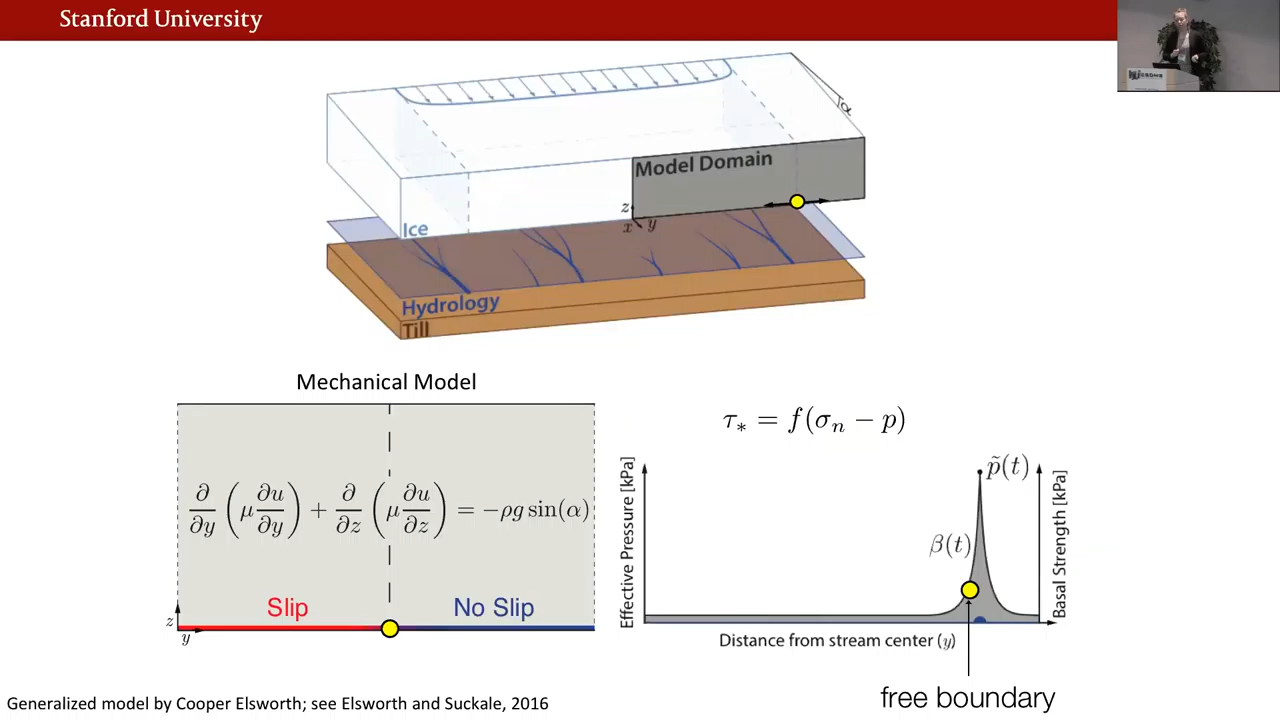 Stanford University
CSDMS
α
Model Domain
z
x y
Ice
Hydrology
Till
Mechanical Model
τ* = f(σₙ − p)
∂/∂y (μ ∂u/∂y) + ∂/∂z (μ ∂u/∂z) = −ρg sin(α)
Slip
No Slip
z
y
Effective Pressure [kPa]
p̃(t)
β(t)
Basal Strength [kPa]
Distance from stream center (y)
free boundary
Generalized model by Cooper Elsworth; see Elsworth and Suckale, 2016